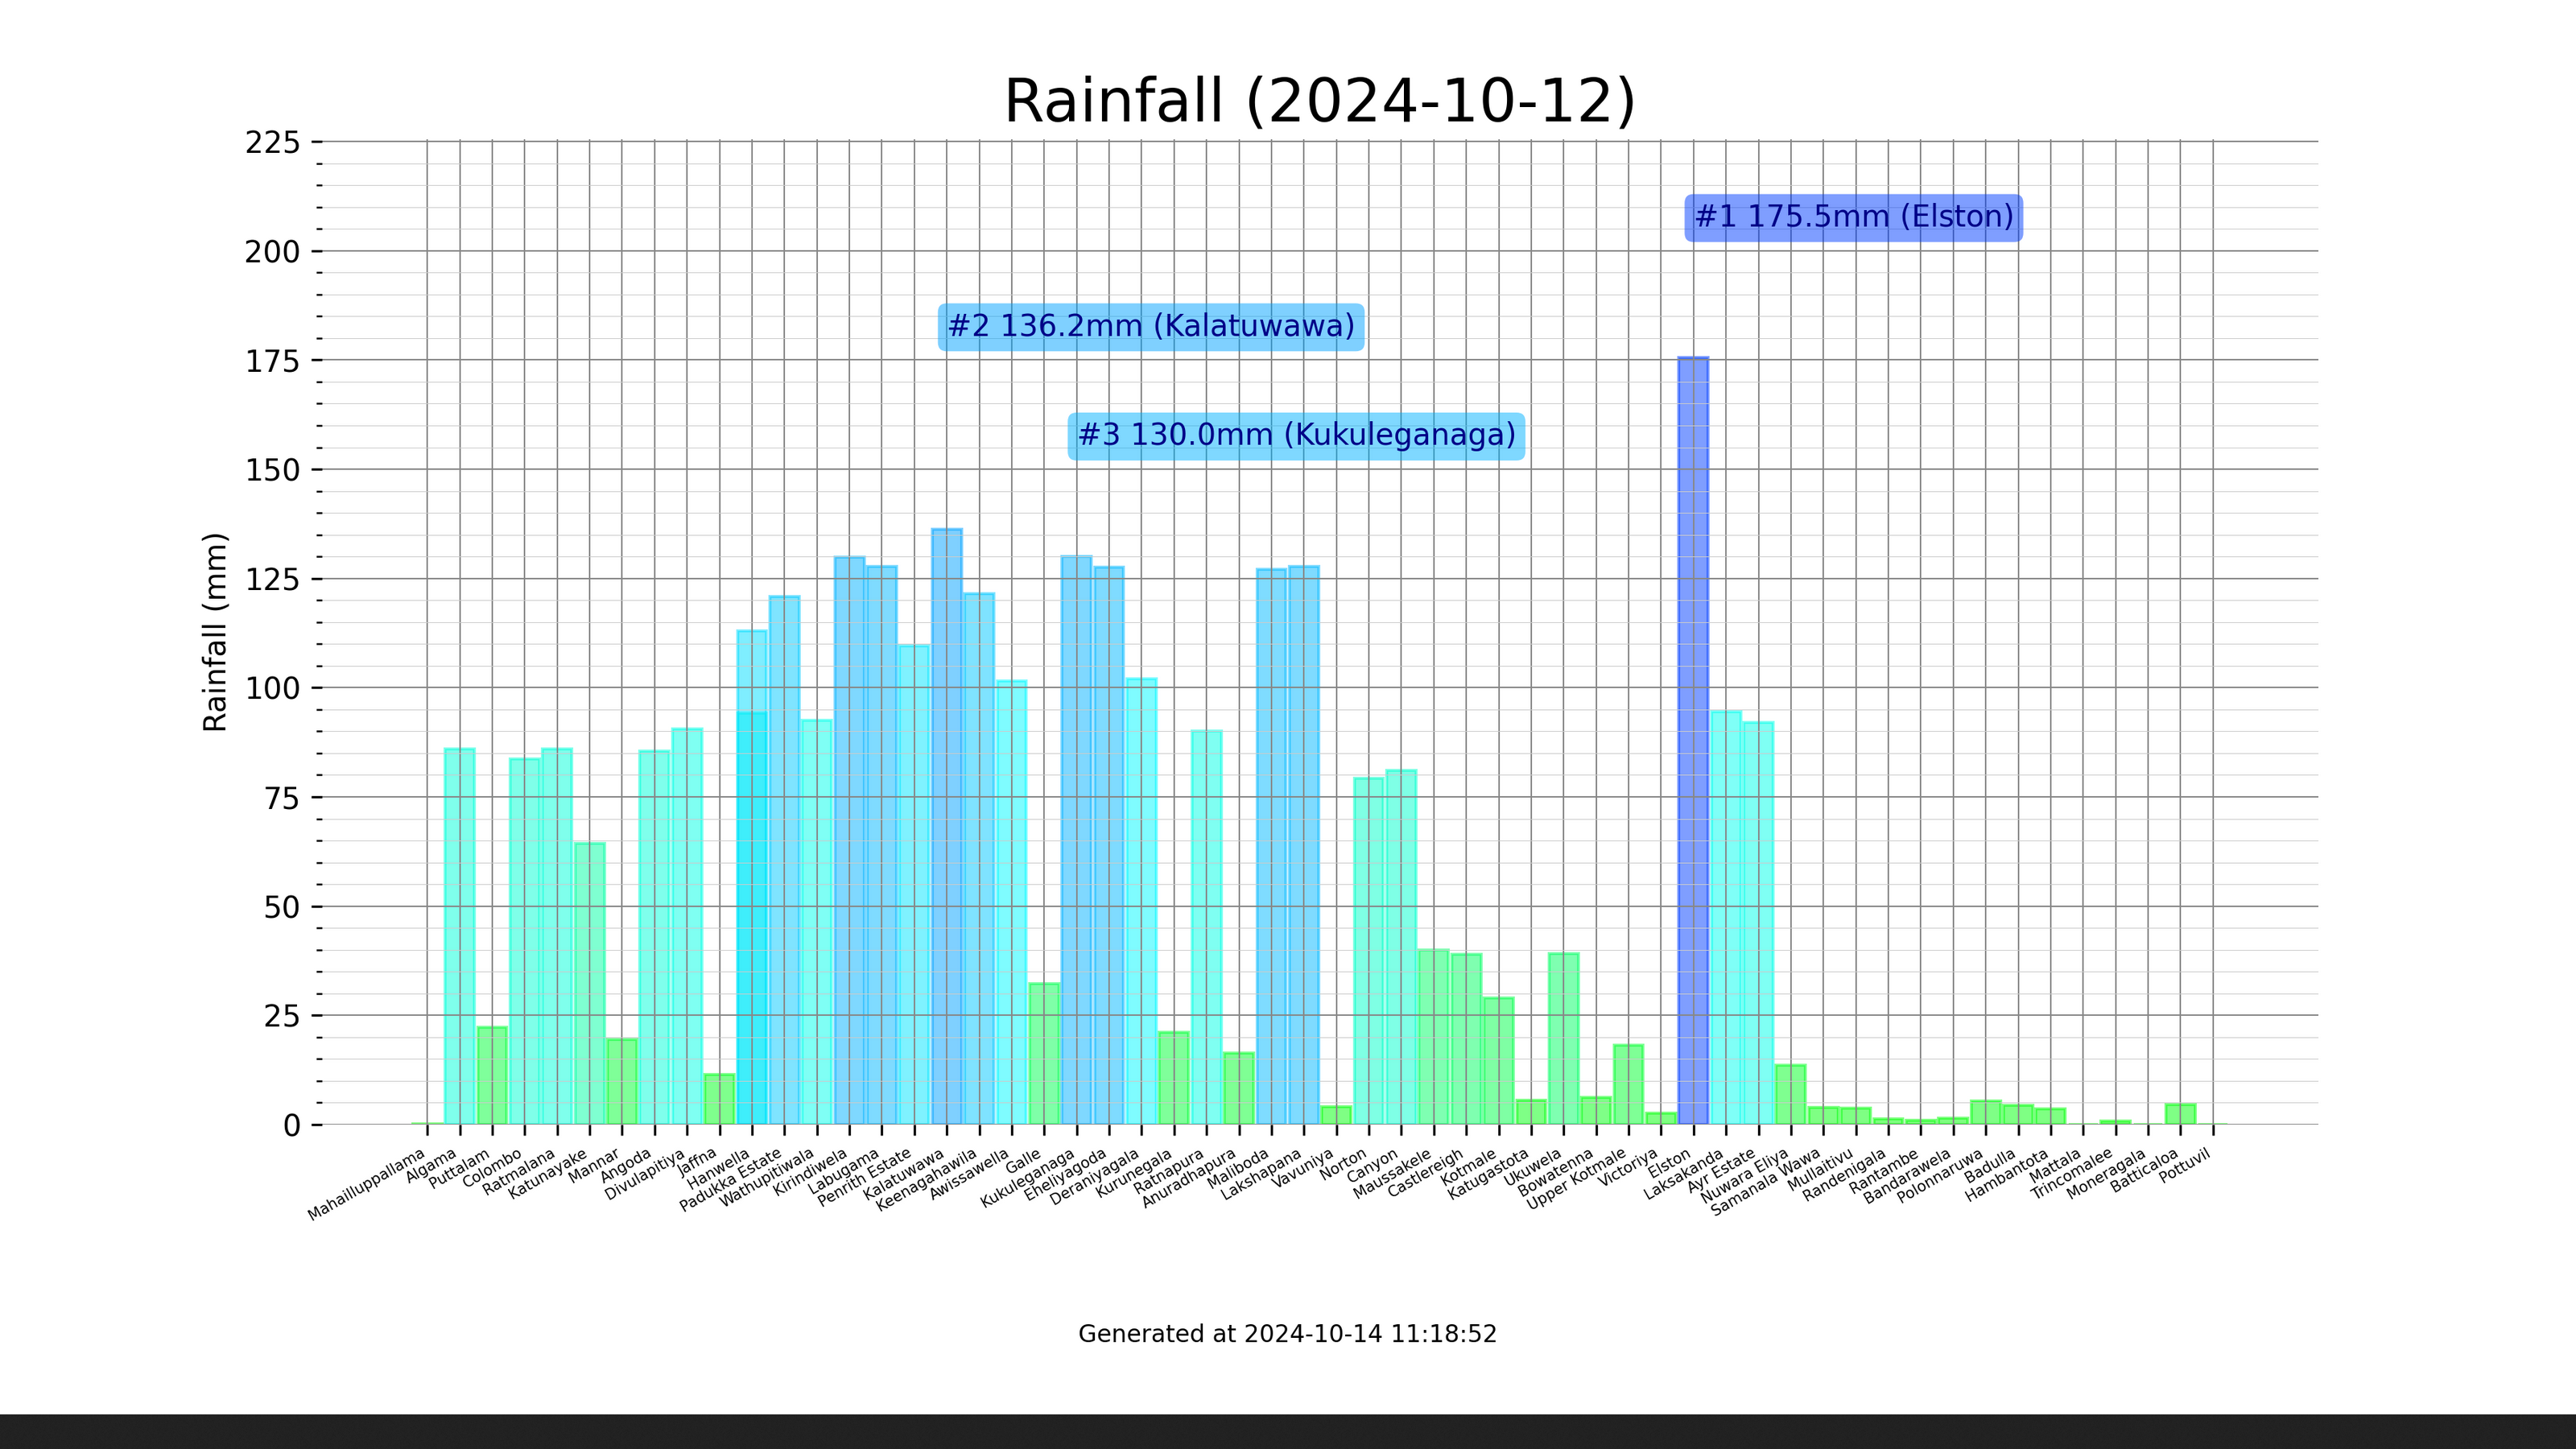 Rainfall (2024-10-12)
225
200
175
150
125
100
75
50
25
0
Rainfall (mm)
#1 175.5mm (Elston)
#2 136.2mm (Kalatuwawa)
#3 130.0mm (Kukuleganaga)
Mahailluppallama
Algama
Puttalam
Colombo
Ratmalana
Katunayake
Mannar
Angoda
Divulapitiya
Jaffna
Hanwella
Padukka Estate
Wathupitiwala
Kirindiwela
Labugama
Penrith Estate
Kalatuwawa
Keenagahawila
Awissawella
Galle
Kukuleganaga
Eheliyagoda
Deraniyagala
Kurunegala
Ratnapura
Anuradhapura
Maliboda
Lakshapana
Vavuniya
Norton
Canyon
Maussakele
Castlereigh
Kotmale
Katugastota
Ukuwela
Bowatenna
Upper Kotmale
Victoriya
Elston
Laksakanda
Ayr Estate
Nuwara Eliya
Samanala Wawa
Mullaitivu
Randenigala
Rantambe
Bandarawela
Polonnaruwa
Badulla
Hambantota
Mattala
Trincomalee
Moneragala
Batticaloa
Pottuvil
Generated at 2024-10-14 11:18:52